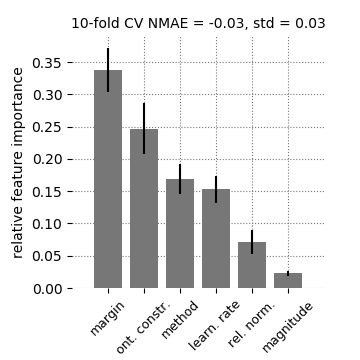 10-fold CV NMAE = -0.03, std = 0.03
relative feature importance
0.35
0.30
0.25
0.20
0.15
0.10
0.05
0.00
margin
ont. constr.
method
learn. rate
rel. norm.
magnitude